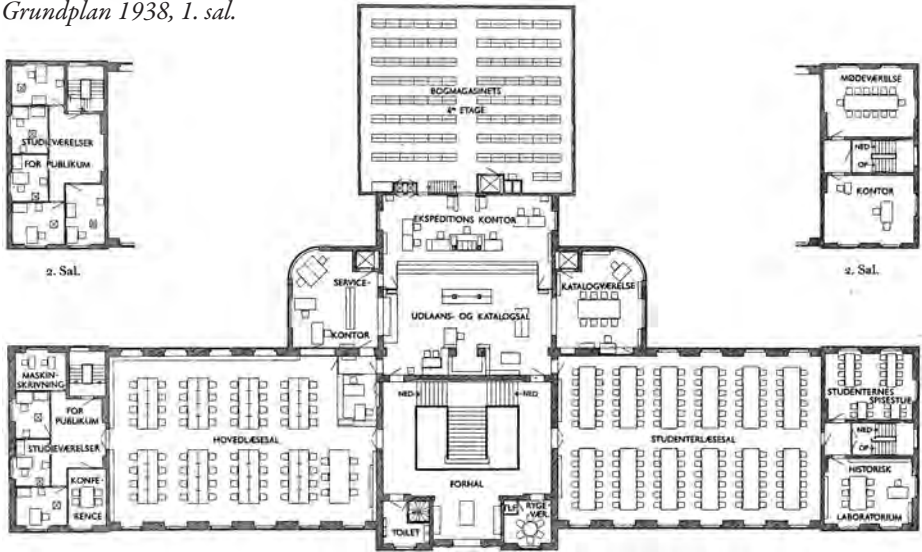 Grundplan 1938, 1. sal.
BOGMAGASINETS
4de ETAGE
STUDIEVÆRELSER
FOR PUBLIKUM
2. Sal.
MØDEVÆRELSE
NED
OP
KONTOR
2. Sal.
EKSPEDITIONS KONTOR
SERVICE-
KONTOR
UDLAANS- OG KATALOGSAL
KATALOGVÆRELSE
MASKIN-
SKRIVNING
FOR
PUBLIKUM
STUDIEVÆRELSER
KONFE-
RENCE
HOVEDLÆSESAL
NED
NED
FORHAL
TOILET
TLF
RYGE-
VÆR.
STUDENTERLÆSESAL
STUDENTERNES
SPISESTUE
NED
OP
HISTORISK
LABORATORIUM